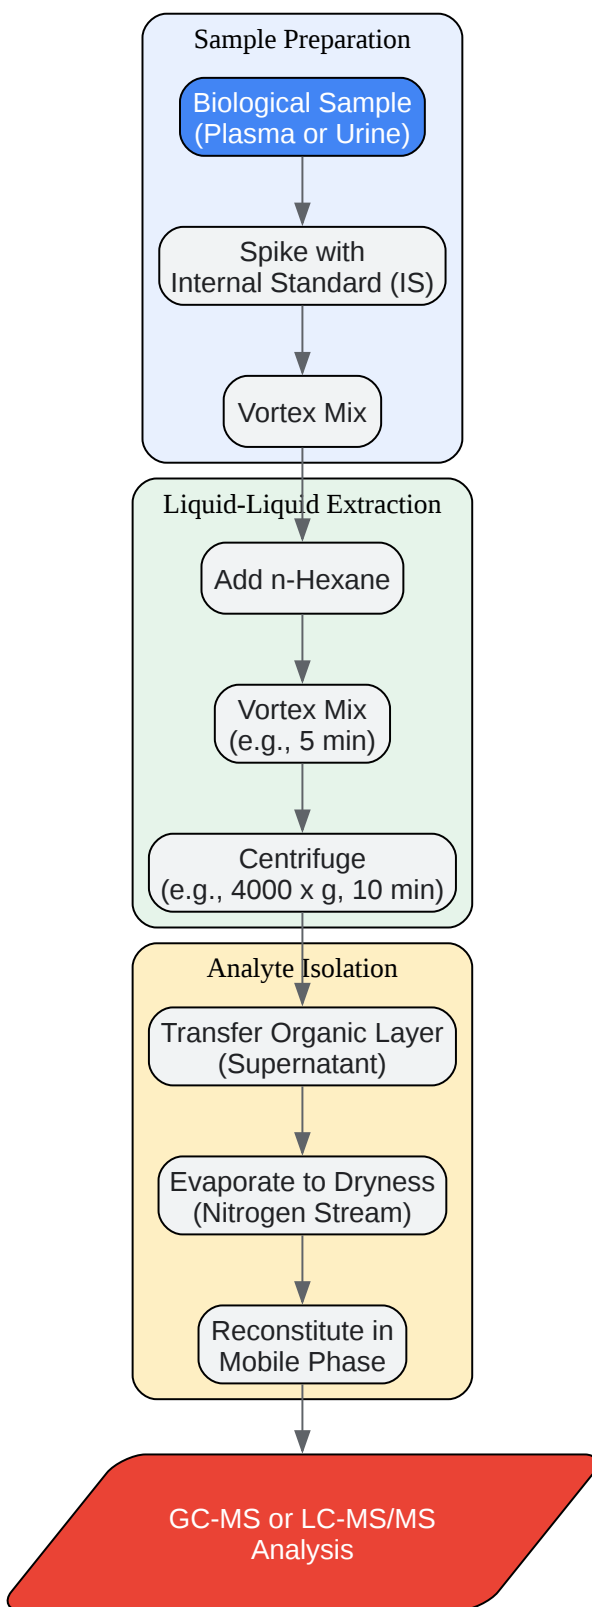 Sample Preparation
Biological Sample
(Plasma or Urine)
Spike with
Internal Standard (IS)
Vortex Mix
Liquid-Liquid Extraction
Add n-Hexane
Vortex Mix
(e.g., 5 min)
Centrifuge
(e.g., 4000 x g, 10 min)
Analyte Isolation
Transfer Organic Layer
(Supernatant)
Evaporate to Dryness
(Nitrogen Stream)
Reconstitute in
Mobile Phase
GC-MS or LC-MS/MS
Analysis